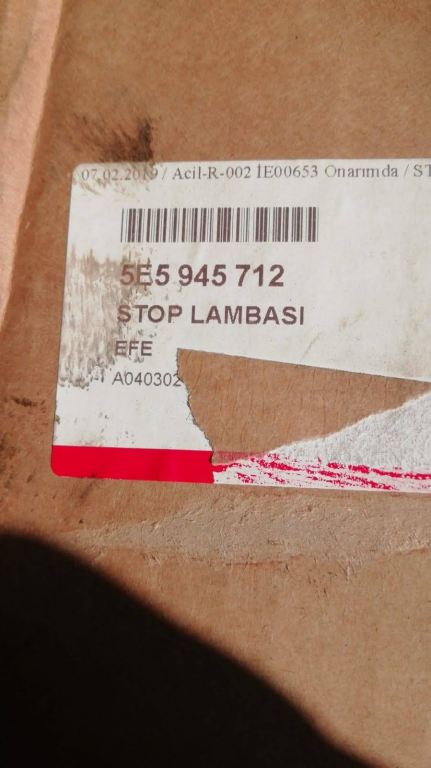 07.02.2019 / Acil-R-002 İE00653 Onarımda / ST
5E5 945 712
STOP LAMBASI
EFE
A040302